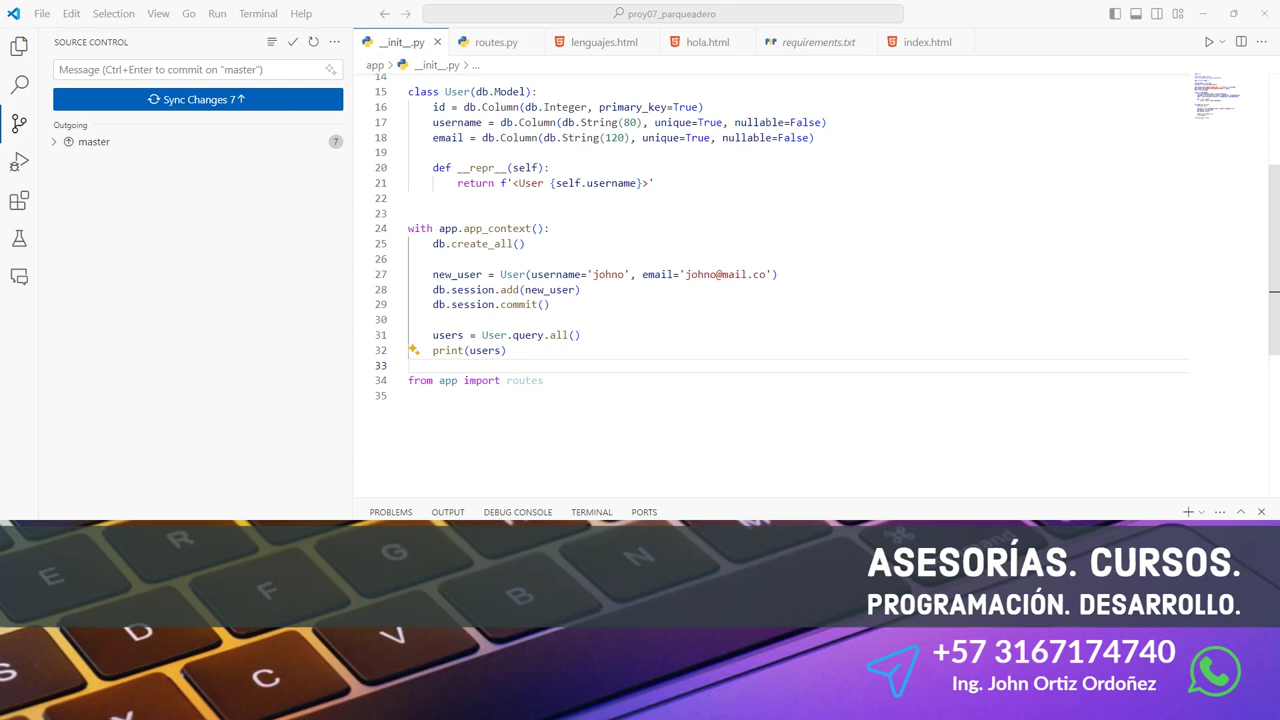 File Edit Selection View Go Run Terminal Help
proy07_parqueadero
SOURCE CONTROL
Message (Ctrl+Enter to commit on "master")
Sync Changes 7↑
Outgoing
master 7
__init__.py routes.py lenguajes.html hola.html requirements.txt index.html
app > __init__.py > ...
14
15 class User(db.Model):
16 id = db.Column(db.Integer, primary_key=True)
17 username = db.Column(db.String(80), unique=True, nullable=False)
18 email = db.Column(db.String(120), unique=True, nullable=False)
19
20 def __repr__(self):
21 return f'<User {self.username}>'
22
23
24 with app.app_context():
25 db.create_all()
26
27 new_user = User(username='johno', email='johno@mail.co')
28 db.session.add(new_user)
29 db.session.commit()
30
31 users = User.query.all()
32 print(users)
33
34 from app import routes
35
PROBLEMS OUTPUT DEBUG CONSOLE TERMINAL PORTS
ASESORÍAS. CURSOS.
PROGRAMACIÓN. DESARROLLO.
+57 3167174740
Ing. John Ortiz Ordoñez
E R F G B N M D C V S